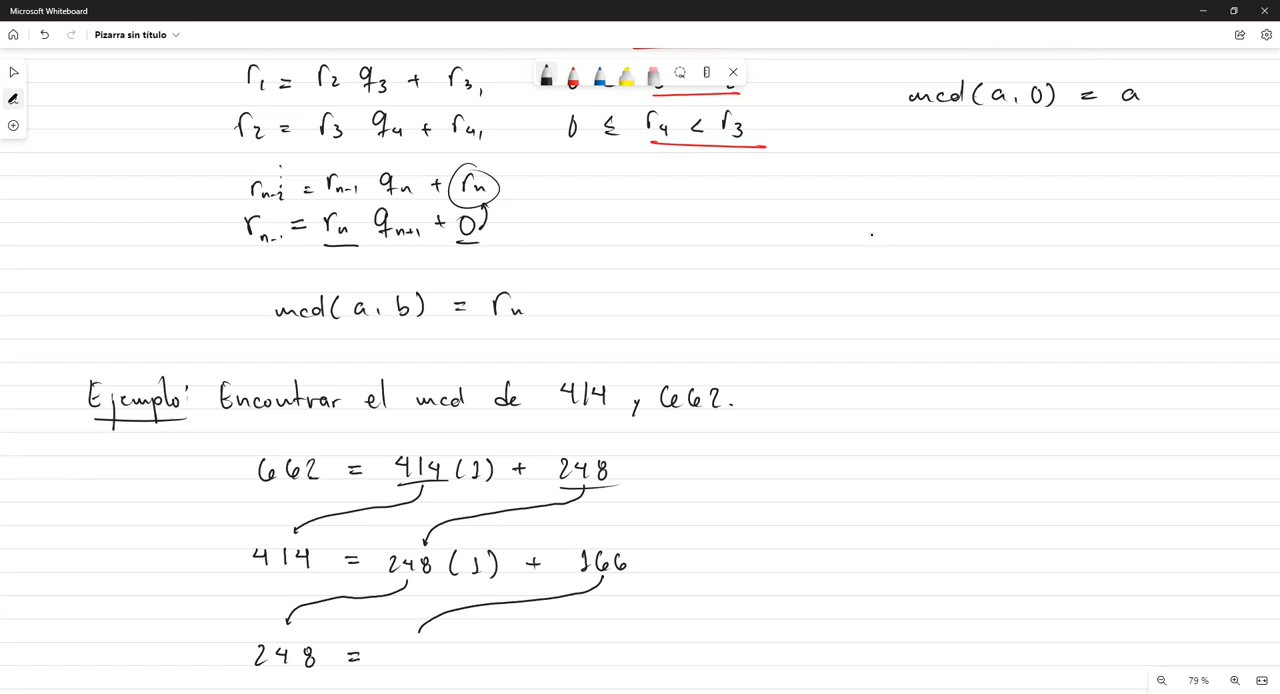 Microsoft Whiteboard
Pizarra sin título
r₁ = r₂ q₃ + r₃,
mcd(a, 0) = a
r₂ = r₃ q₄ + r₄, 0 ≤ r₄ < r₃
⋮
rₙ₋₂ = rₙ₋₁ qₙ + rₙ
rₙ₋₁ = rₙ qₙ₊₁ + 0
mcd(a, b) = rₙ
Ejemplo: Encontrar el mcd de 414 y 662.
662 = 414(1) + 248
414 = 248(1) + 166
248 =
79 %